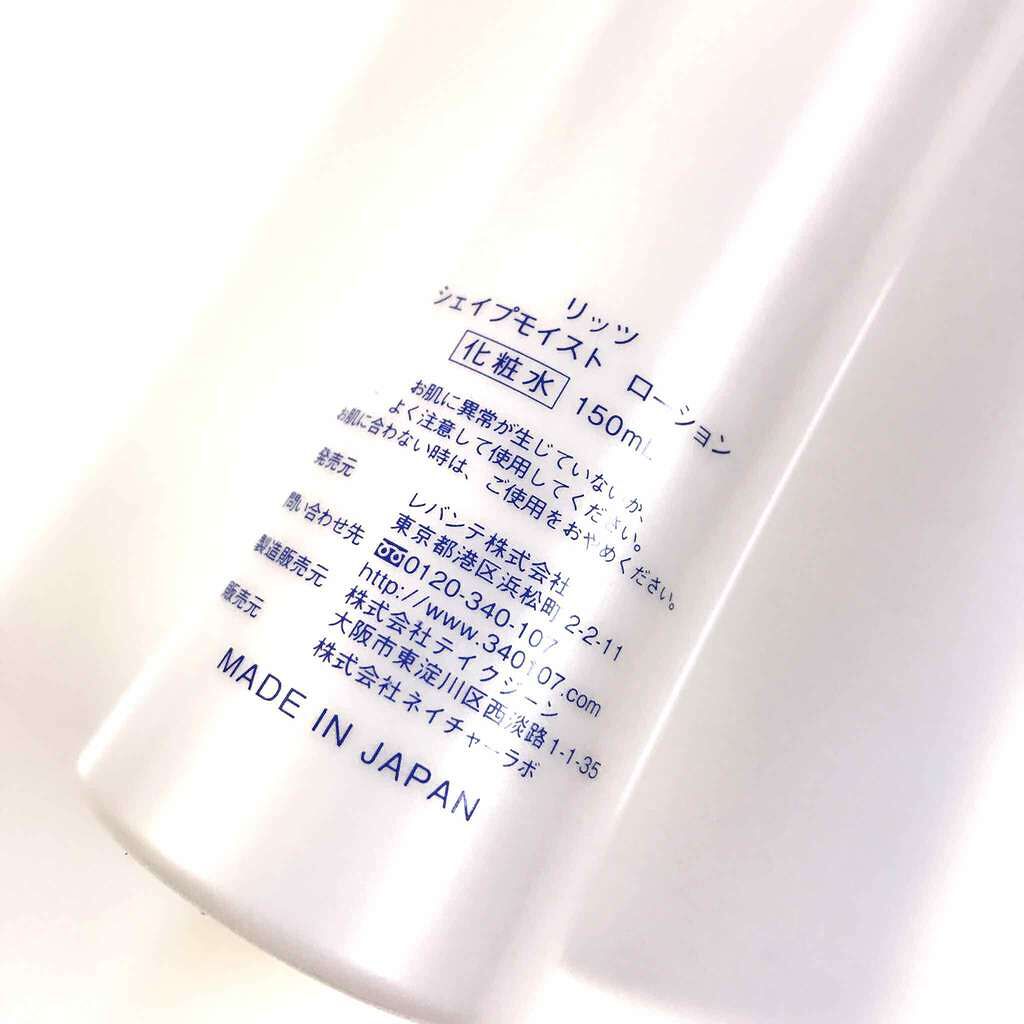 リッツ
シェイプモイスト ローション
化粧水 150mL
お肌に異常が生じていないか、
よく注意して使用してください。
お肌に合わない時は、ご使用をおやめください。
発売元 レバンテ株式会社
東京都港区浜松町 2-2-11
問い合わせ先 0120-340-107
http://www.340107.com
製造販売元 株式会社テイクジーン
大阪市東淀川区西淡路1-1-35
販売元 株式会社ネイチャーラボ
MADE IN JAPAN